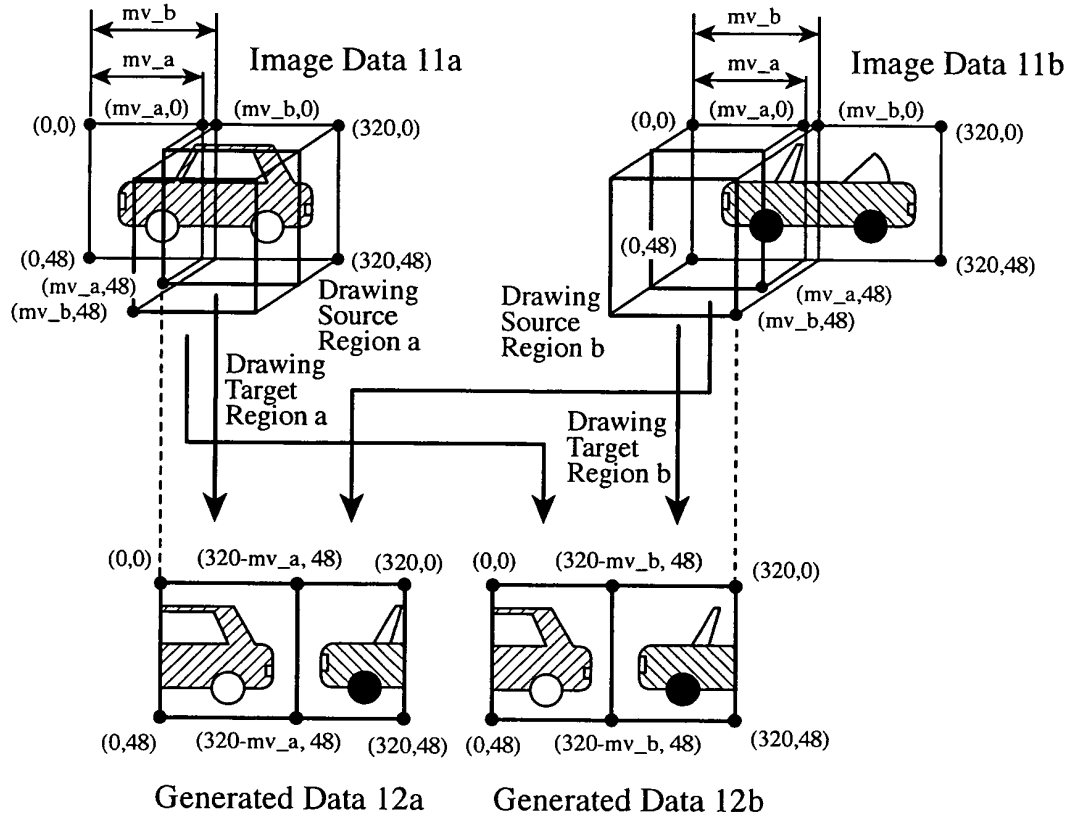 mv_b
mv_a
Image Data 11a
(mv_a,0)
(mv_b,0)
(0,0)
(320,0)
(0,48)
(320,48)
(mv_a,48)
(mv_b,48)
Drawing
Source
Region a
Drawing
Target
Region a
mv_b
mv_a
Image Data 11b
(mv_a,0)
(mv_b,0)
(0,0)
(320,0)
(0,48)
(320,48)
(mv_a,48)
(mv_b,48)
Drawing
Source
Region b
Drawing
Target
Region b
(0,0)
(320-mv_a, 48)
(320,0)
(0,48)
(320-mv_a, 48)
(320,48)
Generated Data 12a
(0,0)
(320-mv_b, 48)
(320,0)
(0,48)
(320-mv_b, 48)
(320,48)
Generated Data 12b